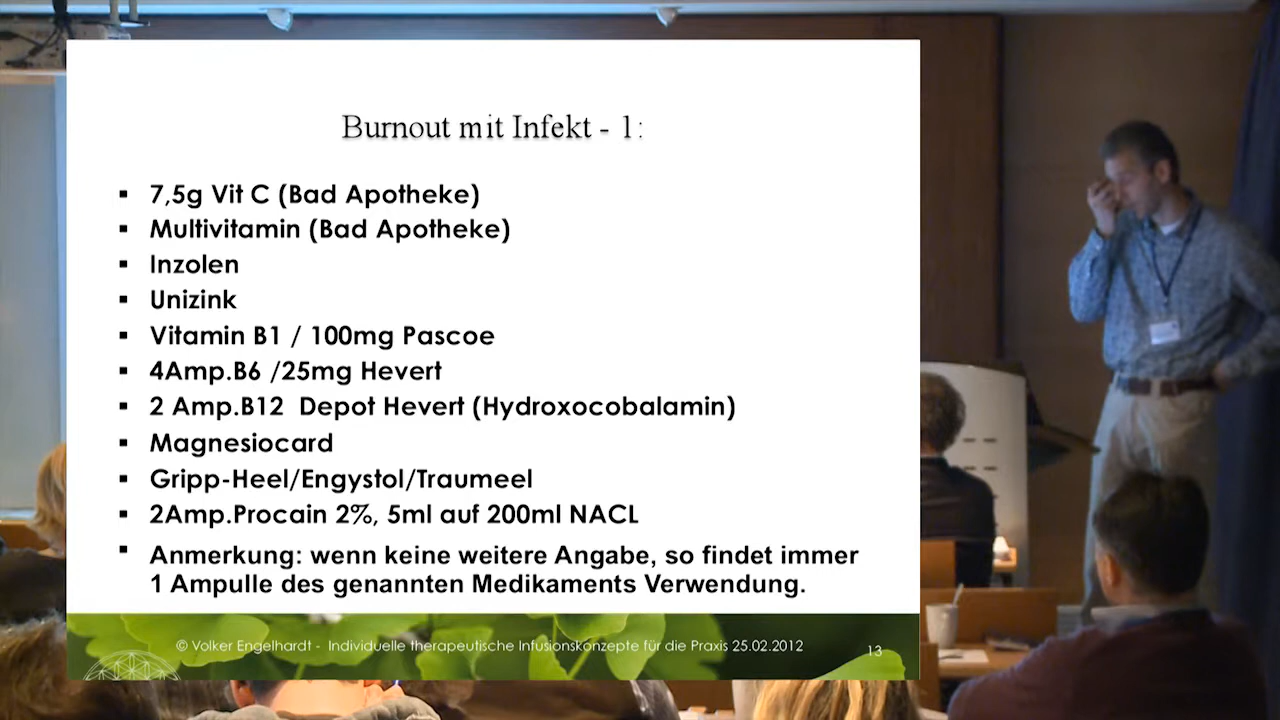 Burnout mit Infekt - 1:
▪ 7,5g Vit C (Bad Apotheke)
▪ Multivitamin (Bad Apotheke)
▪ Inzolen
▪ Unizink
▪ Vitamin B1 / 100mg Pascoe
▪ 4Amp.B6 /25mg Hevert
▪ 2 Amp.B12 Depot Hevert (Hydroxocobalamin)
▪ Magnesiocard
▪ Gripp-Heel/Engystol/Traumeel
▪ 2Amp.Procain 2%, 5ml auf 200ml NACL
▪ Anmerkung: wenn keine weitere Angabe, so findet immer
1 Ampulle des genannten Medikaments Verwendung.
© Volker Engelhardt - Individuelle therapeutische Infusionskonzepte für die Praxis 25.02.2012
13